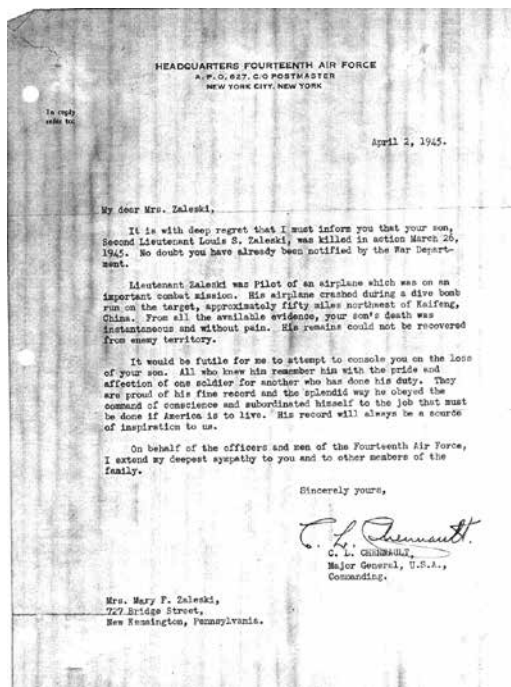 HEADQUARTERS FOURTEENTH AIR FORCE
A.P.O. 627, C/O POSTMASTER
NEW YORK CITY, NEW YORK
In reply
refer to:
April 2, 1945.
My dear Mrs. Zaleski,
It is with deep regret that I must inform you that your son,
Second Lieutenant Louis S. Zaleski, was killed in action March 26,
1945. No doubt you have already been notified by the War Depart-
ment.
Lieutenant Zaleski was Pilot of an airplane which was on an
important combat mission. His airplane crashed during a dive bomb
run on the target, approximately fifty miles northwest of Kaifeng,
China. From all the available evidence, your son's death was
instantaneous and without pain. His remains could not be recovered
from enemy territory.
It would be futile for me to attempt to console you on the loss
of your son. All who knew him remember him with the pride and
affection of one soldier for another who has done his duty. They
are proud of his fine record and the splendid way he obeyed the
command of conscience and subordinated himself to the job that must
be done if America is to live. His record will always be a source
of inspiration to us.
On behalf of the officers and men of the Fourteenth Air Force,
I extend my deepest sympathy to you and to other members of the
family.
Sincerely yours,
C. L. Chennault.
C. L. CHENNAULT,
Major General, U.S.A.,
Commanding.
Mrs. Mary F. Zaleski,
727 Bridge Street,
New Kensington, Pennsylvania.